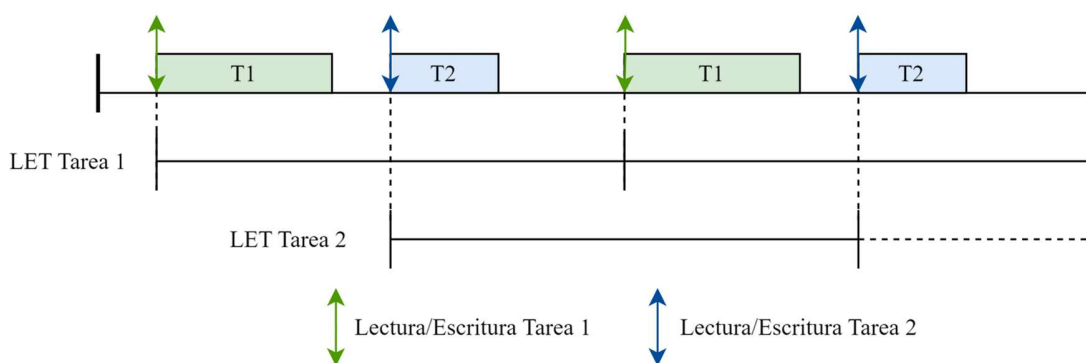 T1 T2 T1 T2
LET Tarea 1
LET Tarea 2
Lectura/Escritura Tarea 1 Lectura/Escritura Tarea 2